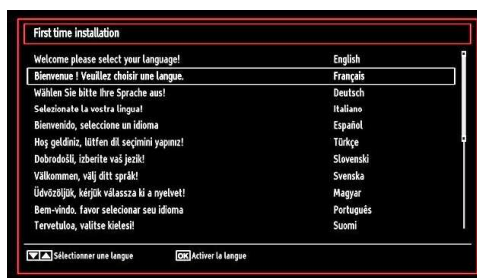 First time installation
Welcome please select your language! English
Bienvenue ! Veuillez choisir une langue. Français
Wählen Sie bitte Ihre Sprache aus! Deutsch
Selezionate la vostra lingua! Italiano
Bienvenido, seleccione un idioma Español
Hoş geldiniz, lütfen dil seçimini yapınız! Türkçe
Dobrodošli, izberite vaš jezik! Slovenski
Välkommen, välj ditt språk! Svenska
Üdvözöljük, kérjük válassza ki a nyelvet! Magyar
Bem-vindo, favor selecionar seu idioma Português
Tervetuloa, valitse kielesi! Suomi
Sélectionner une langue OK Activer la langue